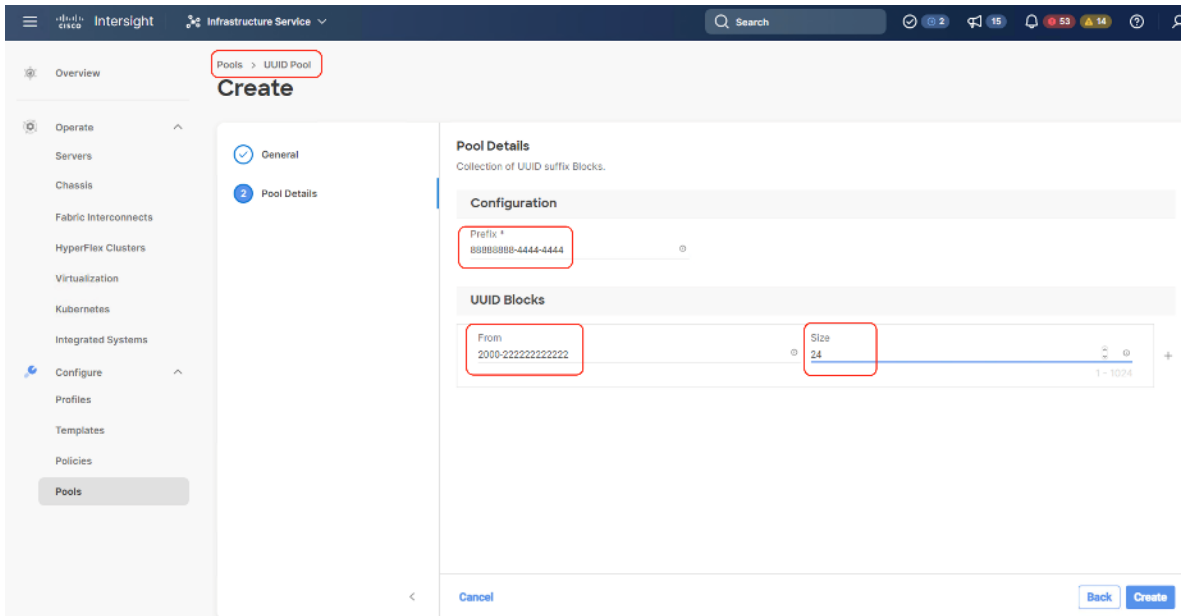 cisco Intersight
Infrastructure Service
Search
2
15
53
14
Overview
Operate
Servers
Chassis
Fabric Interconnects
HyperFlex Clusters
Virtualization
Kubernetes
Integrated Systems
Configure
Profiles
Templates
Policies
Pools
Pools > UUID Pool
Create
General
2 Pool Details
Pool Details
Collection of UUID suffix Blocks.
Configuration
Prefix *
88888888-4444-4444
UUID Blocks
From
2000-222222222222
Size
24
1 - 1024
Cancel
Back
Create